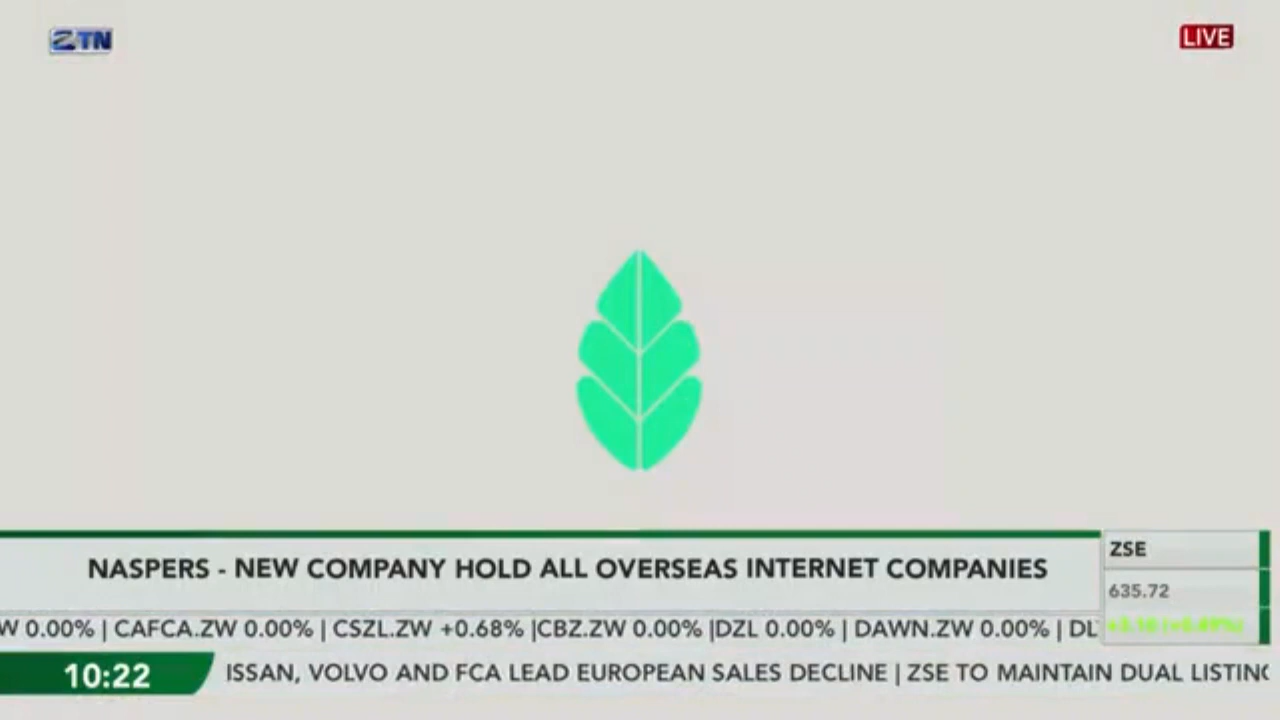 ZTN
LIVE
NASPERS - NEW COMPANY HOLD ALL OVERSEAS INTERNET COMPANIES
ZSE
635.72
W 0.00% | CAFCA.ZW 0.00% | CSZL.ZW +0.68% |CBZ.ZW 0.00% |DZL 0.00% | DAWN.ZW 0.00% | DL
10:22
ISSAN, VOLVO AND FCA LEAD EUROPEAN SALES DECLINE | ZSE TO MAINTAIN DUAL LISTING